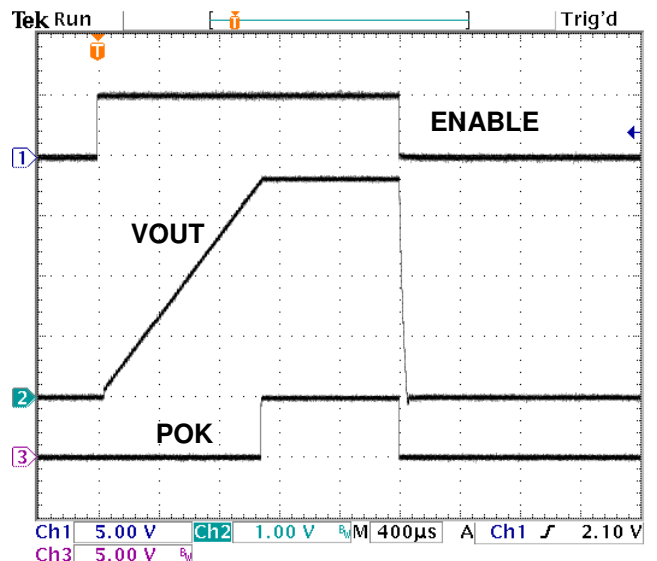 Tek Run Trig'd
T
T
ENABLE
1
VOUT
2
POK
3
Ch1 5.00 V Ch2 1.00 V BW M 400µs A Ch1 2.10 V
Ch3 5.00 V BW